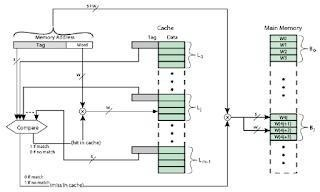 s+w
Memory Address
Tag
Word
Cache
Tag
Data
Main Memory
W0
W1
W2
W3
B₀
s
w
L₀
s
Lⱼ
W4j
W(4j+1)
W(4j+2)
W(4j+3)
Bⱼ
w
Compare
(hit in cache)
1 if match
0 if no match
s
Lₘ₋₁
0 if match
1 if no match
(miss in cache)